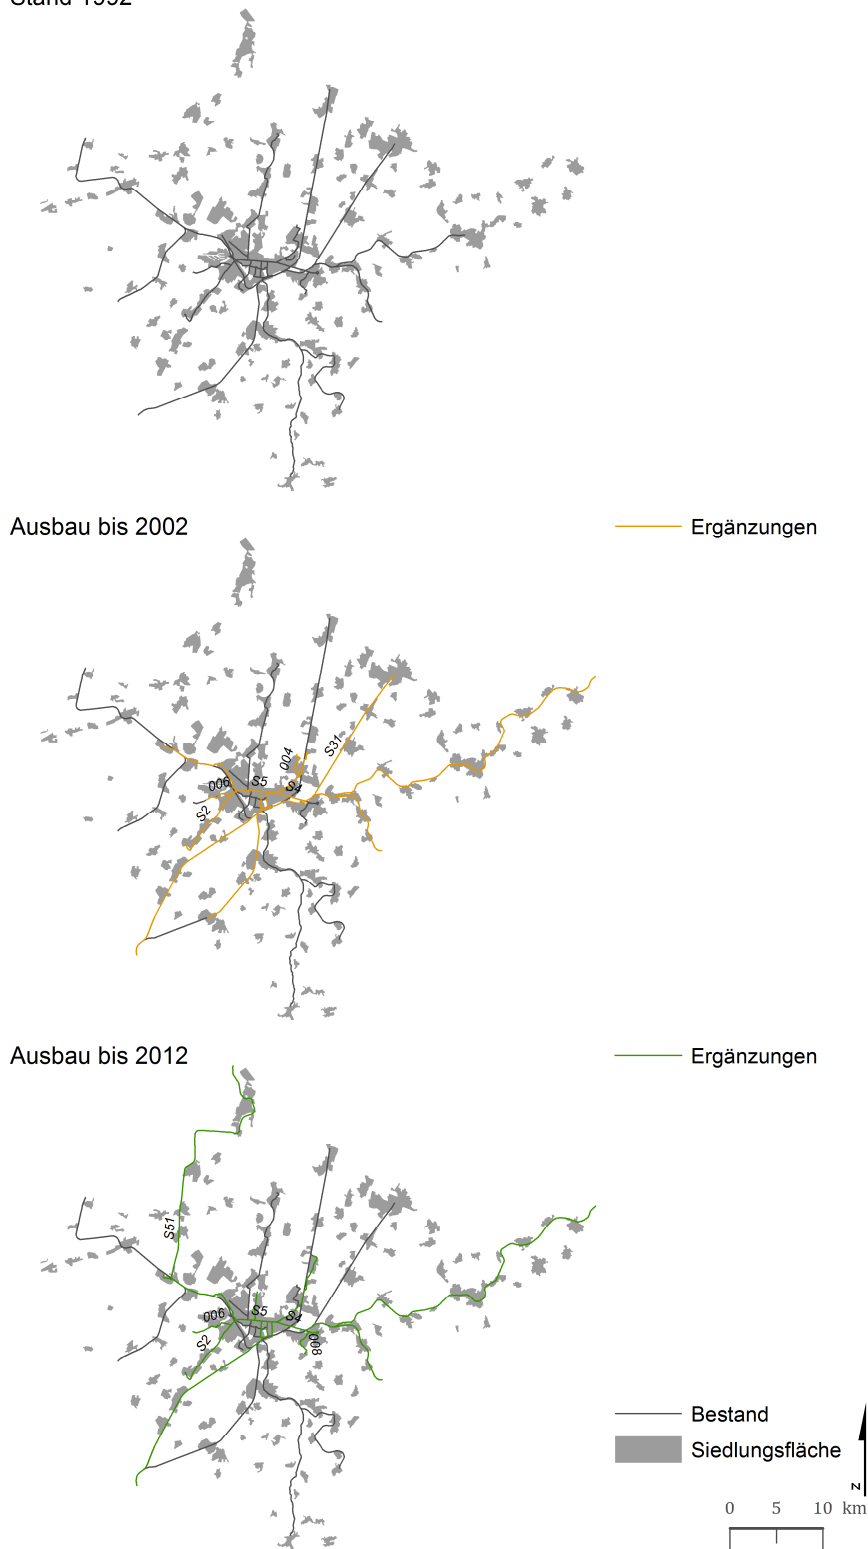 Stand 1992
Ausbau bis 2002
Ergänzungen
004
S31
006
S5
S4
S2
Ausbau bis 2012
Ergänzungen
S51
006
S5
S4
S2
008
Bestand
Siedlungsfläche
N
0 5 10 km